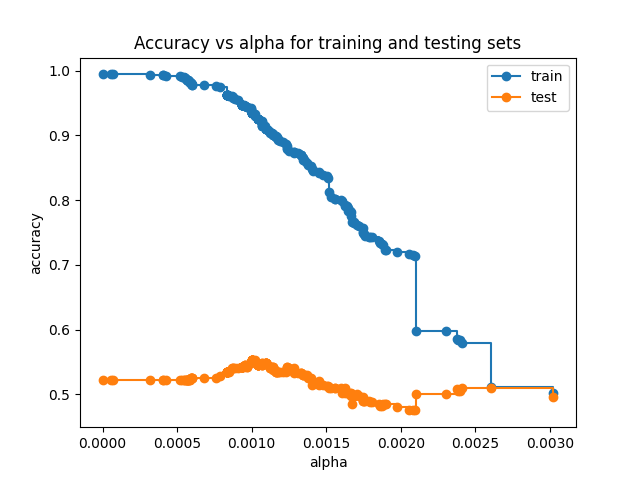 Accuracy vs alpha for training and testing sets
train
test
1.0
0.9
0.8
0.7
0.6
0.5
accuracy
0.0000 0.0005 0.0010 0.0015 0.0020 0.0025 0.0030
alpha